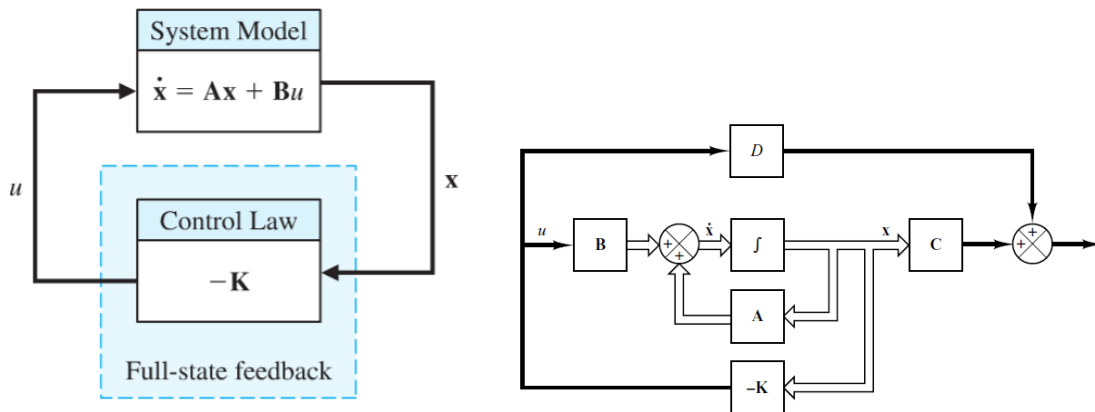 System Model
ẋ = Ax + Bu
u
x
Control Law
−K
Full-state feedback
D
u
B
+
+
ẋ
∫
x
C
+
+
A
−K